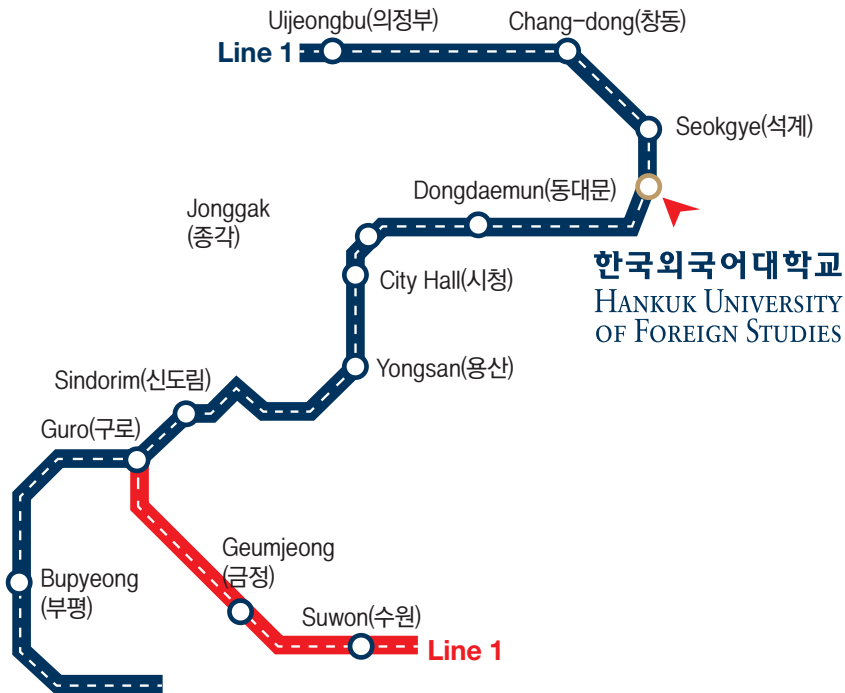 Uijeongbu(의정부)
Chang-dong(창동)
Line 1
Seokgye(석계)
Dongdaemun(동대문)
Jonggak
(종각)
한국외국어대학교
HANKUK UNIVERSITY
OF FOREIGN STUDIES
City Hall(시청)
Yongsan(용산)
Sindorim(신도림)
Guro(구로)
Geumjeong
(금정)
Bupyeong
(부평)
Suwon(수원)
Line 1